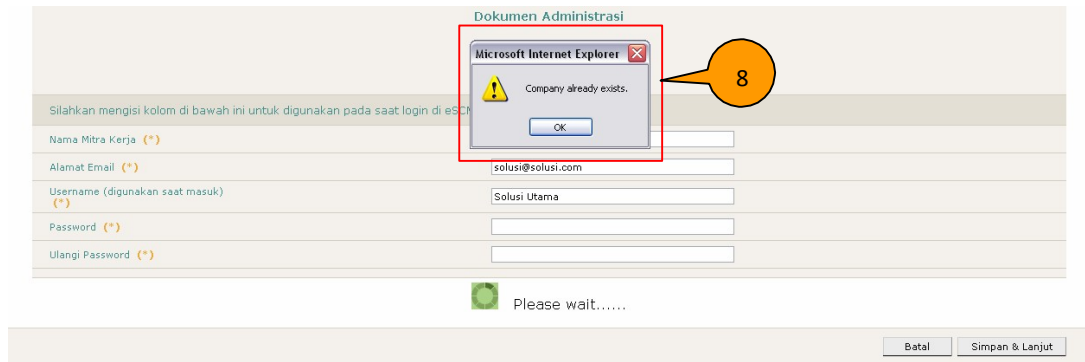 Dokumen Administrasi
Microsoft Internet Explorer
Company already exists.
OK
8
Silahkan mengisi kolom di bawah ini untuk digunakan pada saat login di eSC
Nama Mitra Kerja (*)
Alamat Email (*)
solusi@solusi.com
Username (digunakan saat masuk)
(*)
Solusi Utama
Password (*)
Ulangi Password (*)
Please wait......
Batal
Simpan & Lanjut